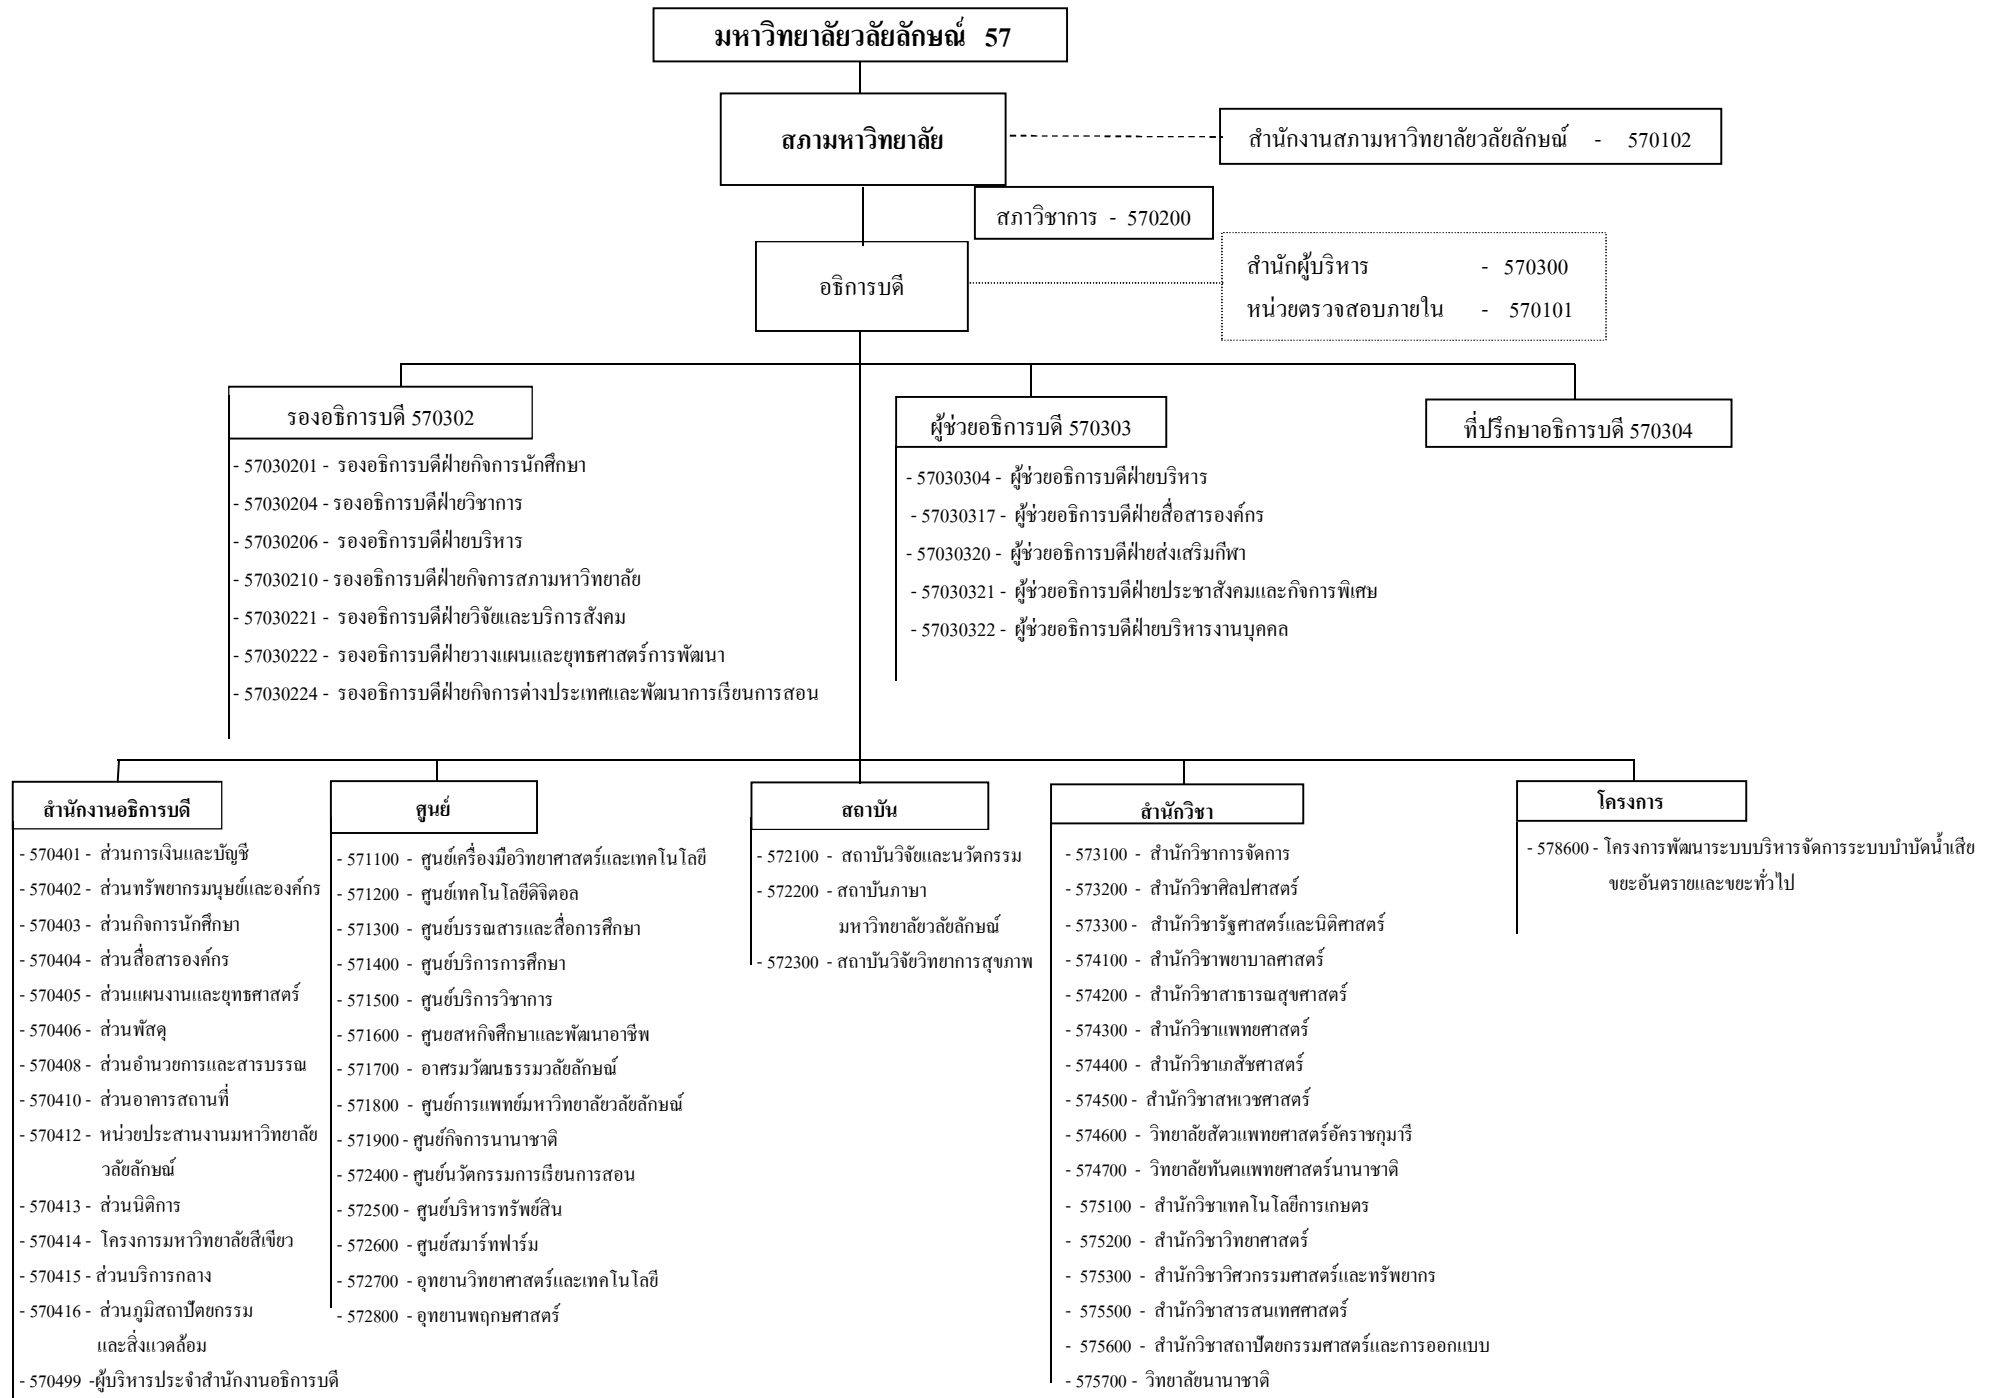 มหาวิทยาลัยวลัยลักษณ์ 57
สภามหาวิทยาลัย
สำนักงานสภามหาวิทยาลัยวลัยลักษณ์ - 570102
สภาวิชาการ - 570200
อธิการบดี
สำนักผู้บริหาร - 570300
หน่วยตรวจสอบภายใน - 570101
รองอธิการบดี 570302
- 57030201 - รองอธิการบดีฝ่ายกิจการนักศึกษา
- 57030204 - รองอธิการบดีฝ่ายวิชาการ
- 57030206 - รองอธิการบดีฝ่ายบริหาร
- 57030210 - รองอธิการบดีฝ่ายกิจการสภามหาวิทยาลัย
- 57030221 - รองอธิการบดีฝ่ายวิจัยและบริการสังคม
- 57030222 - รองอธิการบดีฝ่ายวางแผนและยุทธศาสตร์การพัฒนา
- 57030224 - รองอธิการบดีฝ่ายกิจการต่างประเทศและพัฒนาการเรียนการสอน
ผู้ช่วยอธิการบดี 570303
- 57030304 - ผู้ช่วยอธิการบดีฝ่ายบริหาร
- 57030317 - ผู้ช่วยอธิการบดีฝ่ายสื่อสารองค์กร
- 57030320 - ผู้ช่วยอธิการบดีฝ่ายส่งเสริมกีฬา
- 57030321 - ผู้ช่วยอธิการบดีฝ่ายประชาสังคมและกิจการพิเศษ
- 57030322 - ผู้ช่วยอธิการบดีฝ่ายบริหารงานบุคคล
ที่ปรึกษาอธิการบดี 570304
สำนักงานอธิการบดี
- 570401 - ส่วนการเงินและบัญชี
- 570402 - ส่วนทรัพยากรมนุษย์และองค์กร
- 570403 - ส่วนกิจการนักศึกษา
- 570404 - ส่วนสื่อสารองค์กร
- 570405 - ส่วนแผนงานและยุทธศาสตร์
- 570406 - ส่วนพัสดุ
- 570408 - ส่วนอำนวยการและสารบรรณ
- 570410 - ส่วนอาคารสถานที่
- 570412 - หน่วยประสานงานมหาวิทยาลัย
วลัยลักษณ์
- 570413 - ส่วนนิติการ
- 570414 - โครงการมหาวิทยาลัยสีเขียว
- 570415 - ส่วนบริการกลาง
- 570416 - ส่วนภูมิสถาปัตยกรรม
และสิ่งแวดล้อม
- 570499 -ผู้บริหารประจำสำนักงานอธิการบดี
ศูนย์
- 571100 - ศูนย์เครื่องมือวิทยาศาสตร์และเทคโนโลยี
- 571200 - ศูนย์เทคโนโลยีดิจิตอล
- 571300 - ศูนย์บรรณสารและสื่อการศึกษา
- 571400 - ศูนย์บริการการศึกษา
- 571500 - ศูนย์บริการวิชาการ
- 571600 - ศูนยสหกิจศึกษาและพัฒนาอาชีพ
- 571700 - อาศรมวัฒนธรรมวลัยลักษณ์
- 571800 - ศูนย์การแพทย์มหาวิทยาลัยวลัยลักษณ์
- 571900 - ศูนย์กิจการนานาชาติ
- 572400 - ศูนย์นวัตกรรมการเรียนการสอน
- 572500 - ศูนย์บริหารทรัพย์สิน
- 572600 - ศูนย์สมาร์ทฟาร์ม
- 572700 - อุทยานวิทยาศาสตร์และเทคโนโลยี
- 572800 - อุทยานพฤกษศาสตร์
สถาบัน
- 572100 - สถาบันวิจัยและนวัตกรรม
- 572200 - สถาบันภาษา
มหาวิทยาลัยวลัยลักษณ์
- 572300 - สถาบันวิจัยวิทยาการสุขภาพ
สำนักวิชา
- 573100 - สำนักวิชาการจัดการ
- 573200 - สำนักวิชาศิลปศาสตร์
- 573300 - สำนักวิชารัฐศาสตร์และนิติศาสตร์
- 574100 - สำนักวิชาพยาบาลศาสตร์
- 574200 - สำนักวิชาสาธารณสุขศาสตร์
- 574300 - สำนักวิชาแพทยศาสตร์
- 574400 - สำนักวิชาเภสัชศาสตร์
- 574500 - สำนักวิชาสหเวชศาสตร์
- 574600 - วิทยาลัยสัตวแพทยศาสตร์อัคราชกุมารี
- 574700 - วิทยาลัยทันตแพทยศาสตร์นานาชาติ
- 575100 - สำนักวิชาเทคโนโลยีการเกษตร
- 575200 - สำนักวิชาวิทยาศาสตร์
- 575300 - สำนักวิชาวิศวกรรมศาสตร์และทรัพยากร
- 575500 - สำนักวิชาสารสนเทศศาสตร์
- 575600 - สำนักวิชาสถาปัตยกรรมศาสตร์และการออกแบบ
- 575700 - วิทยาลัยนานาชาติ
โครงการ
- 578600 - โครงการพัฒนาระบบบริหารจัดการระบบบำบัดน้ำเสีย
ขยะอันตรายและขยะทั่วไป